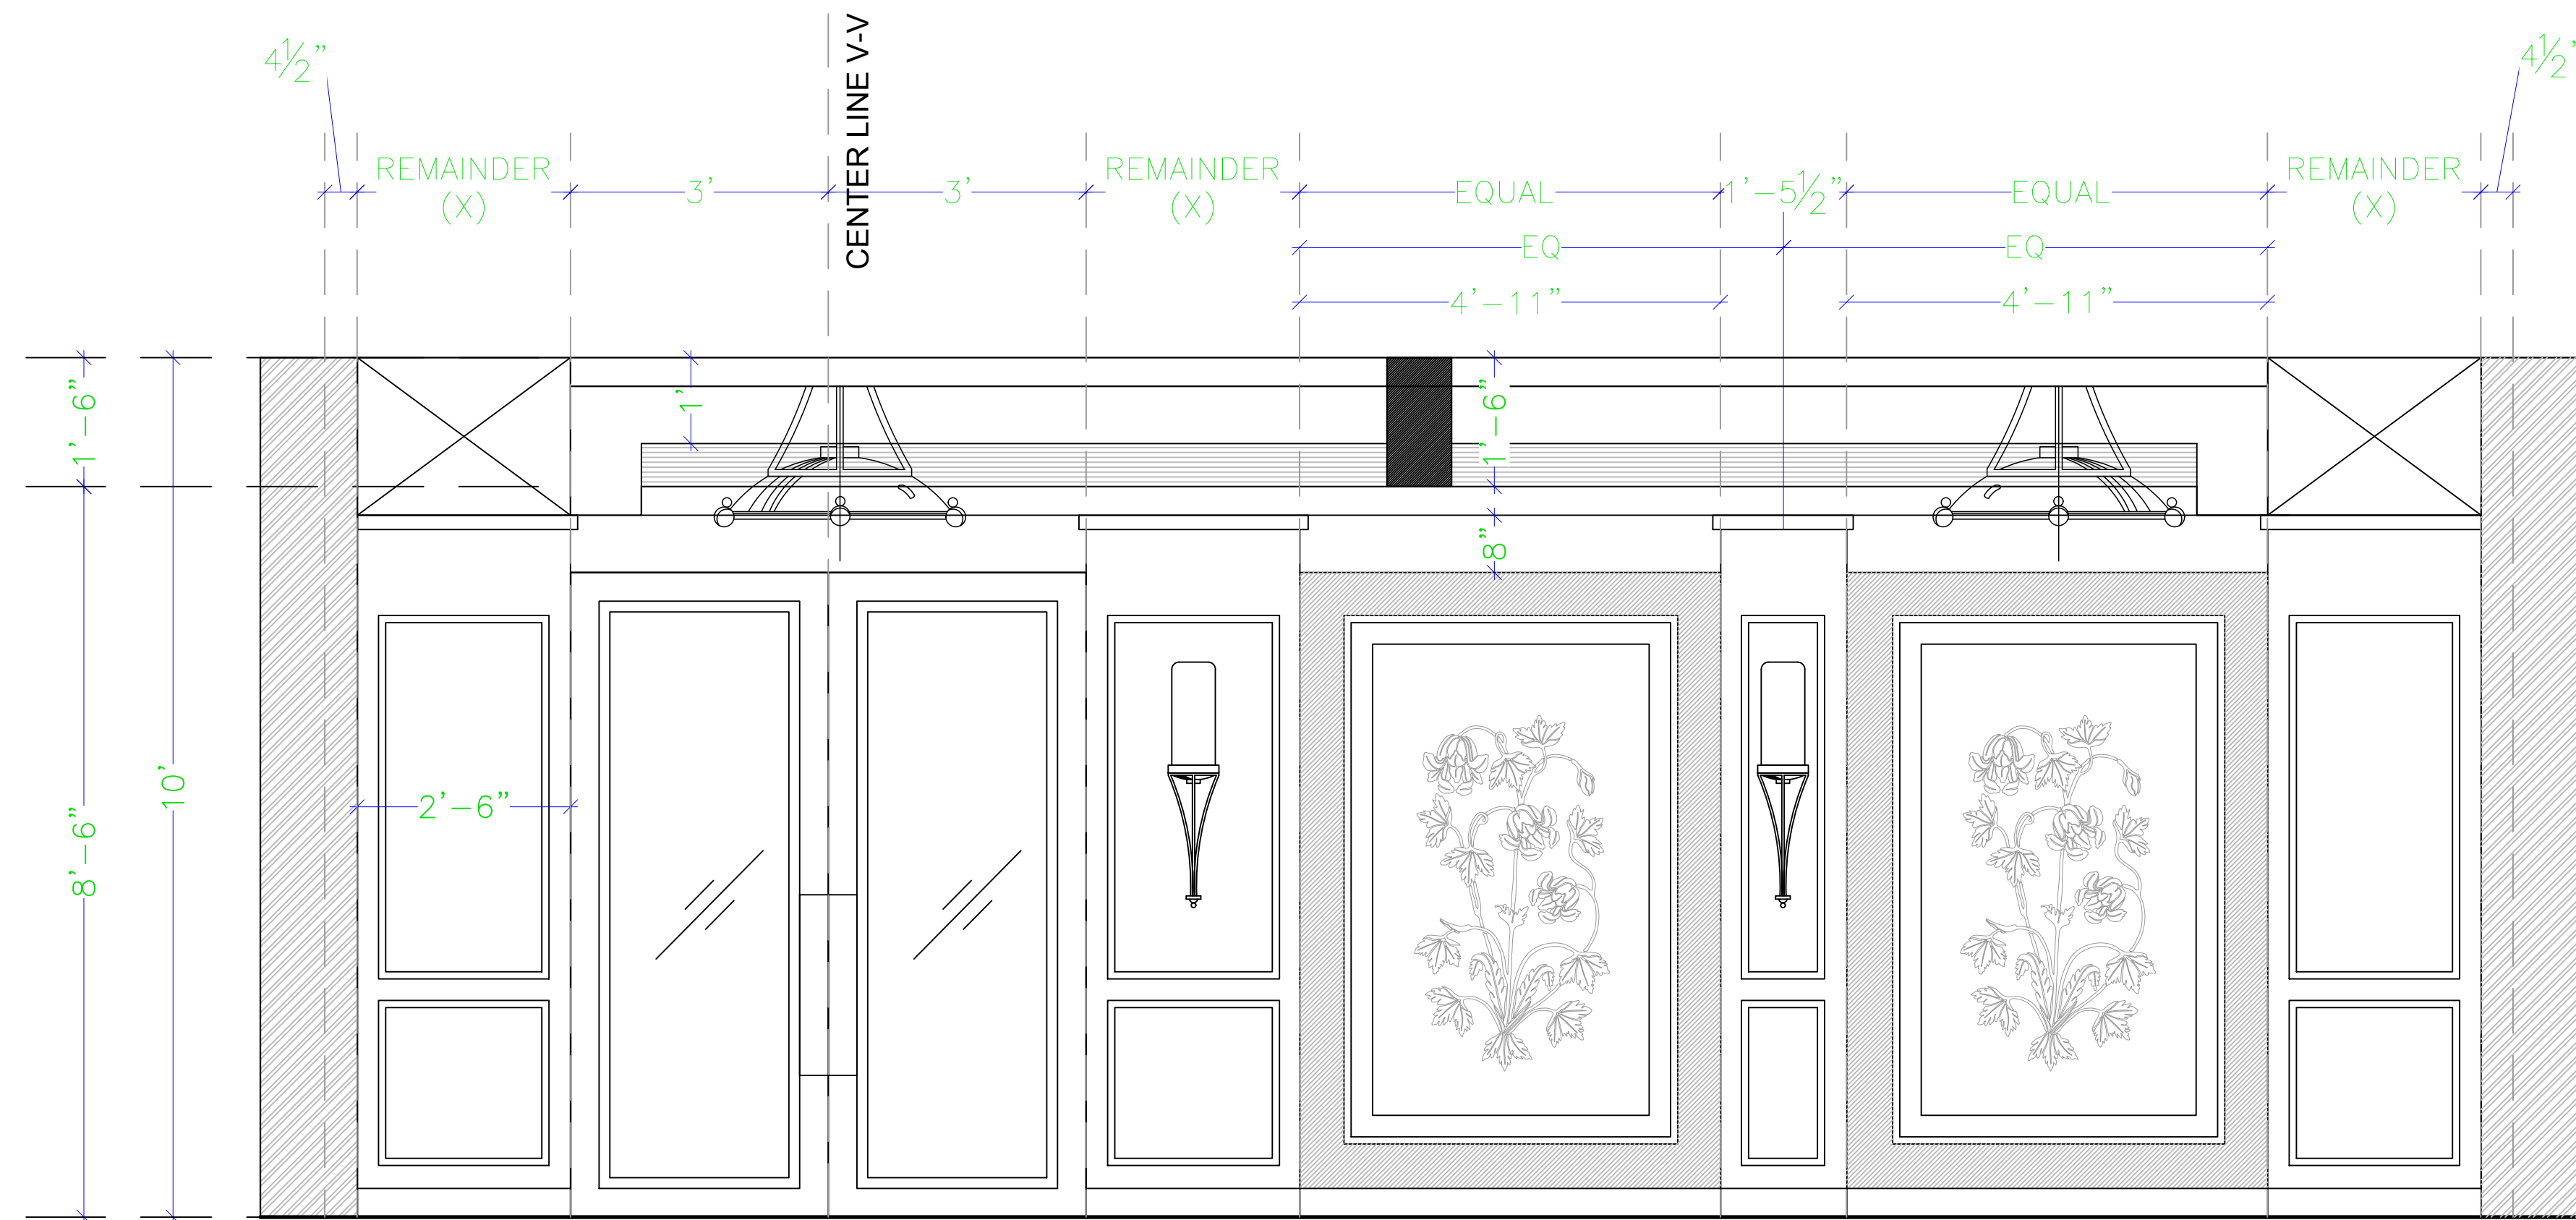 4½”
4½”
CENTER LINE V-V
REMAINDER
(X)
3’
3’
REMAINDER
(X)
EQUAL
1’-5½”
EQUAL
REMAINDER
(X)
EQ
EQ
4’-11”
4’-11”
1’-6”
1’
1’-6”
8”
10’
2’-6”
8’-6”